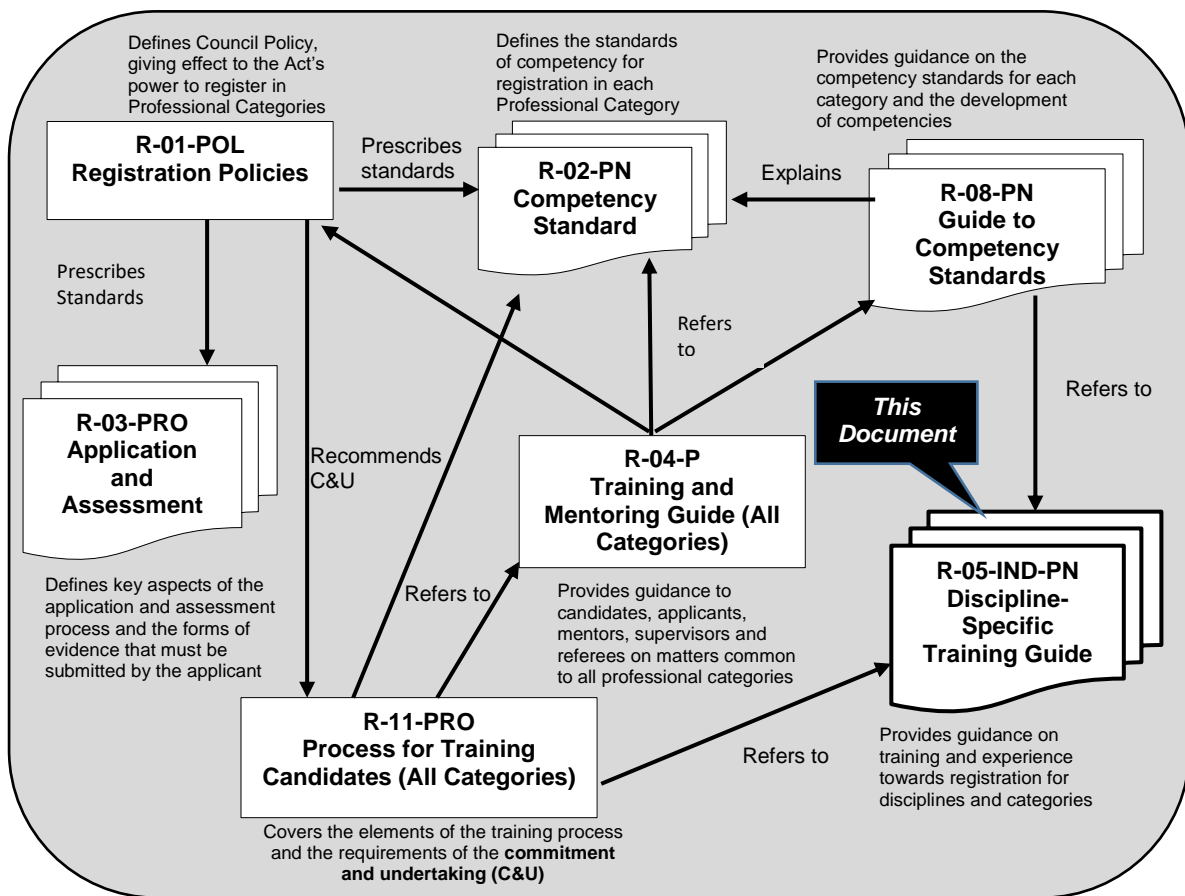 Defines Council Policy,
giving effect to the Act's
power to register in
Professional Categories
Defines the standards
of competency for
registration in each
Professional Category
Provides guidance on the
competency standards for each
category and the development
of competencies
R-01-POL
Registration Policies
Prescribes
standards
R-02-PN
Competency
Standard
Explains
R-08-PN
Guide to
Competency
Standards
Prescribes
Standards
Refers
to
Refers to
This
Document
R-03-PRO
Application
and
Assessment
Recommends
C&U
R-04-P
Training and
Mentoring Guide (All
Categories)
R-05-IND-PN
Discipline-
Specific
Training Guide
Defines key aspects of the
application and assessment
process and the forms of
evidence that must be
submitted by the applicant
Refers to
Provides guidance to
candidates, applicants,
mentors, supervisors and
referees on matters common
to all professional categories
R-11-PRO
Process for Training
Candidates (All Categories)
Refers to
Provides guidance on
training and experience
towards registration for
disciplines and categories
Covers the elements of the training process
and the requirements of the commitment
and undertaking (C&U)